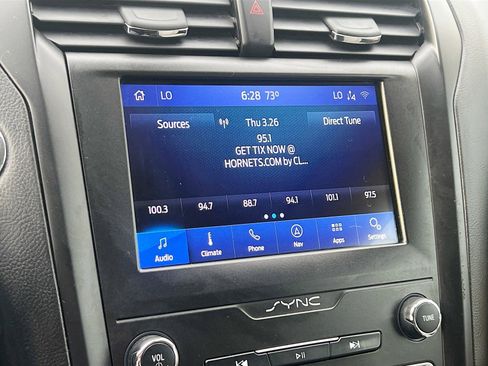 LO 6:28 73° LO
Sources Thu 3.26 Direct Tune
95.1
GET TIX NOW @
HORNETS.COM by CL...
100.3 94.7 88.7 94.1 101.1 97.5
Audio Climate Phone Nav Apps Settings
SYNC
VOL
TUNE